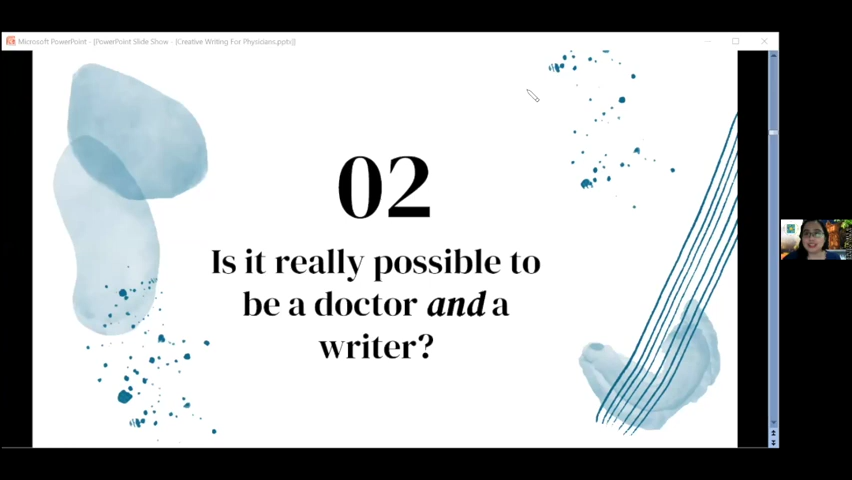 Microsoft PowerPoint - [PowerPoint Slide Show - [Creative Writing For Physicians.pptx]]
02
Is it really possible to
be a doctor and a
writer?